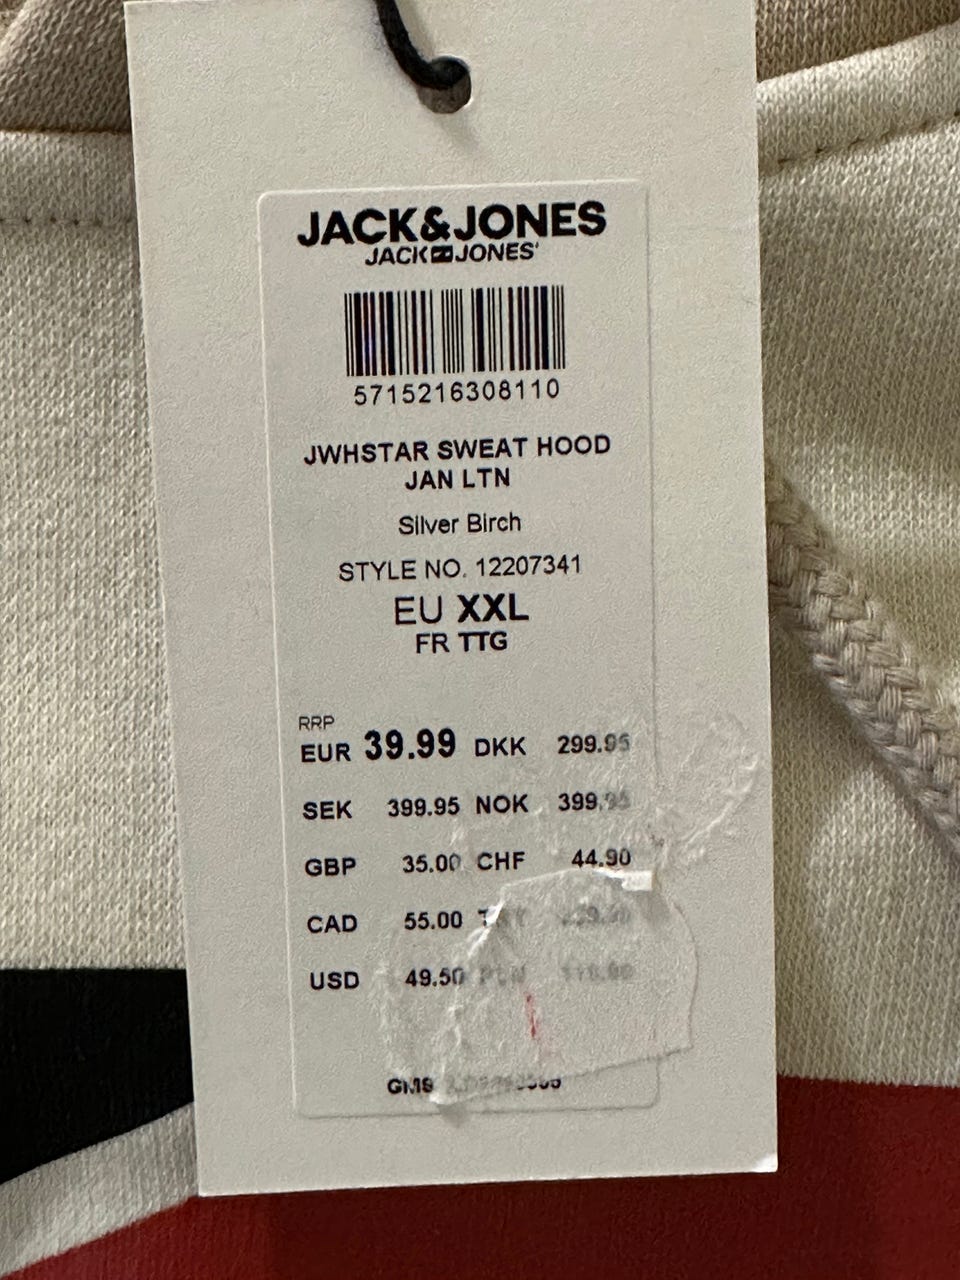 JACK&JONES
JACK JONES
5715216308110
JWHSTAR SWEAT HOOD
JAN LTN
Silver Birch
STYLE NO. 12207341
EU XXL
FR TTG
RRP
EUR 39.99 DKK 299.95
SEK 399.95 NOK 399.95
GBP 35.00 CHF 44.90
CAD 55.00
USD 49.50 PLN